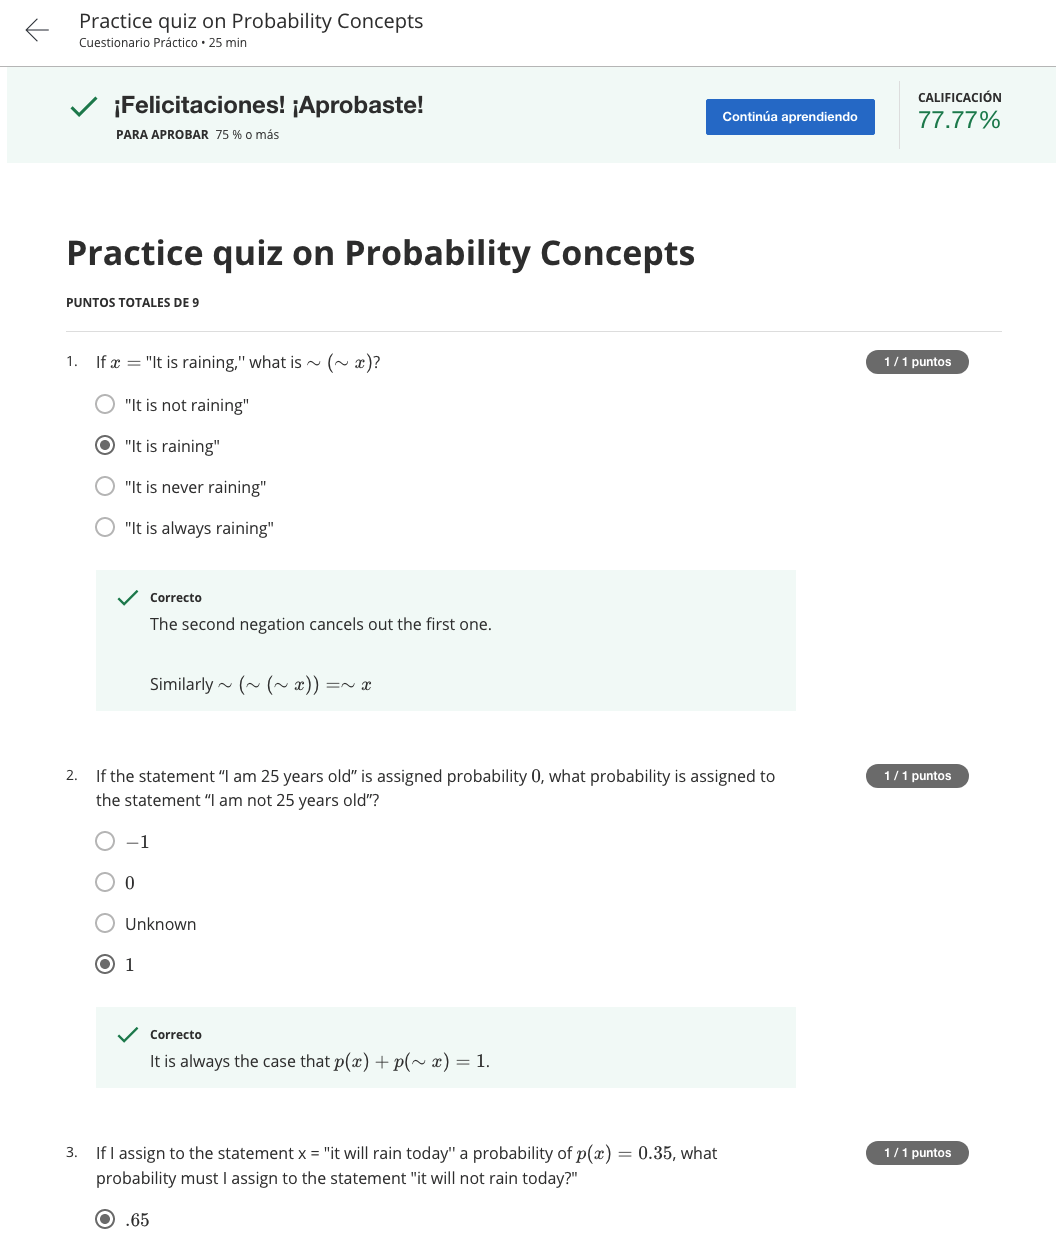 Practice quiz on Probability Concepts
Cuestionario Práctico • 25 min
¡Felicitaciones! ¡Aprobaste!
PARA APROBAR 75 % o más
Continúa aprendiendo
CALIFICACIÓN
77.77%
Practice quiz on Probability Concepts
PUNTOS TOTALES DE 9
1. If x = "It is raining,'' what is ∼ (∼ x)?
1 / 1 puntos
"It is not raining"
"It is raining"
"It is never raining"
"It is always raining"
Correcto
The second negation cancels out the first one.
Similarly ∼ (∼ (∼ x)) =∼ x
2. If the statement “I am 25 years old” is assigned probability 0, what probability is assigned to
the statement “I am not 25 years old”?
1 / 1 puntos
−1
0
Unknown
1
Correcto
It is always the case that p(x) + p(∼ x) = 1.
3. If I assign to the statement x = "it will rain today'' a probability of p(x) = 0.35, what
probability must I assign to the statement "it will not rain today?"
1 / 1 puntos
.65